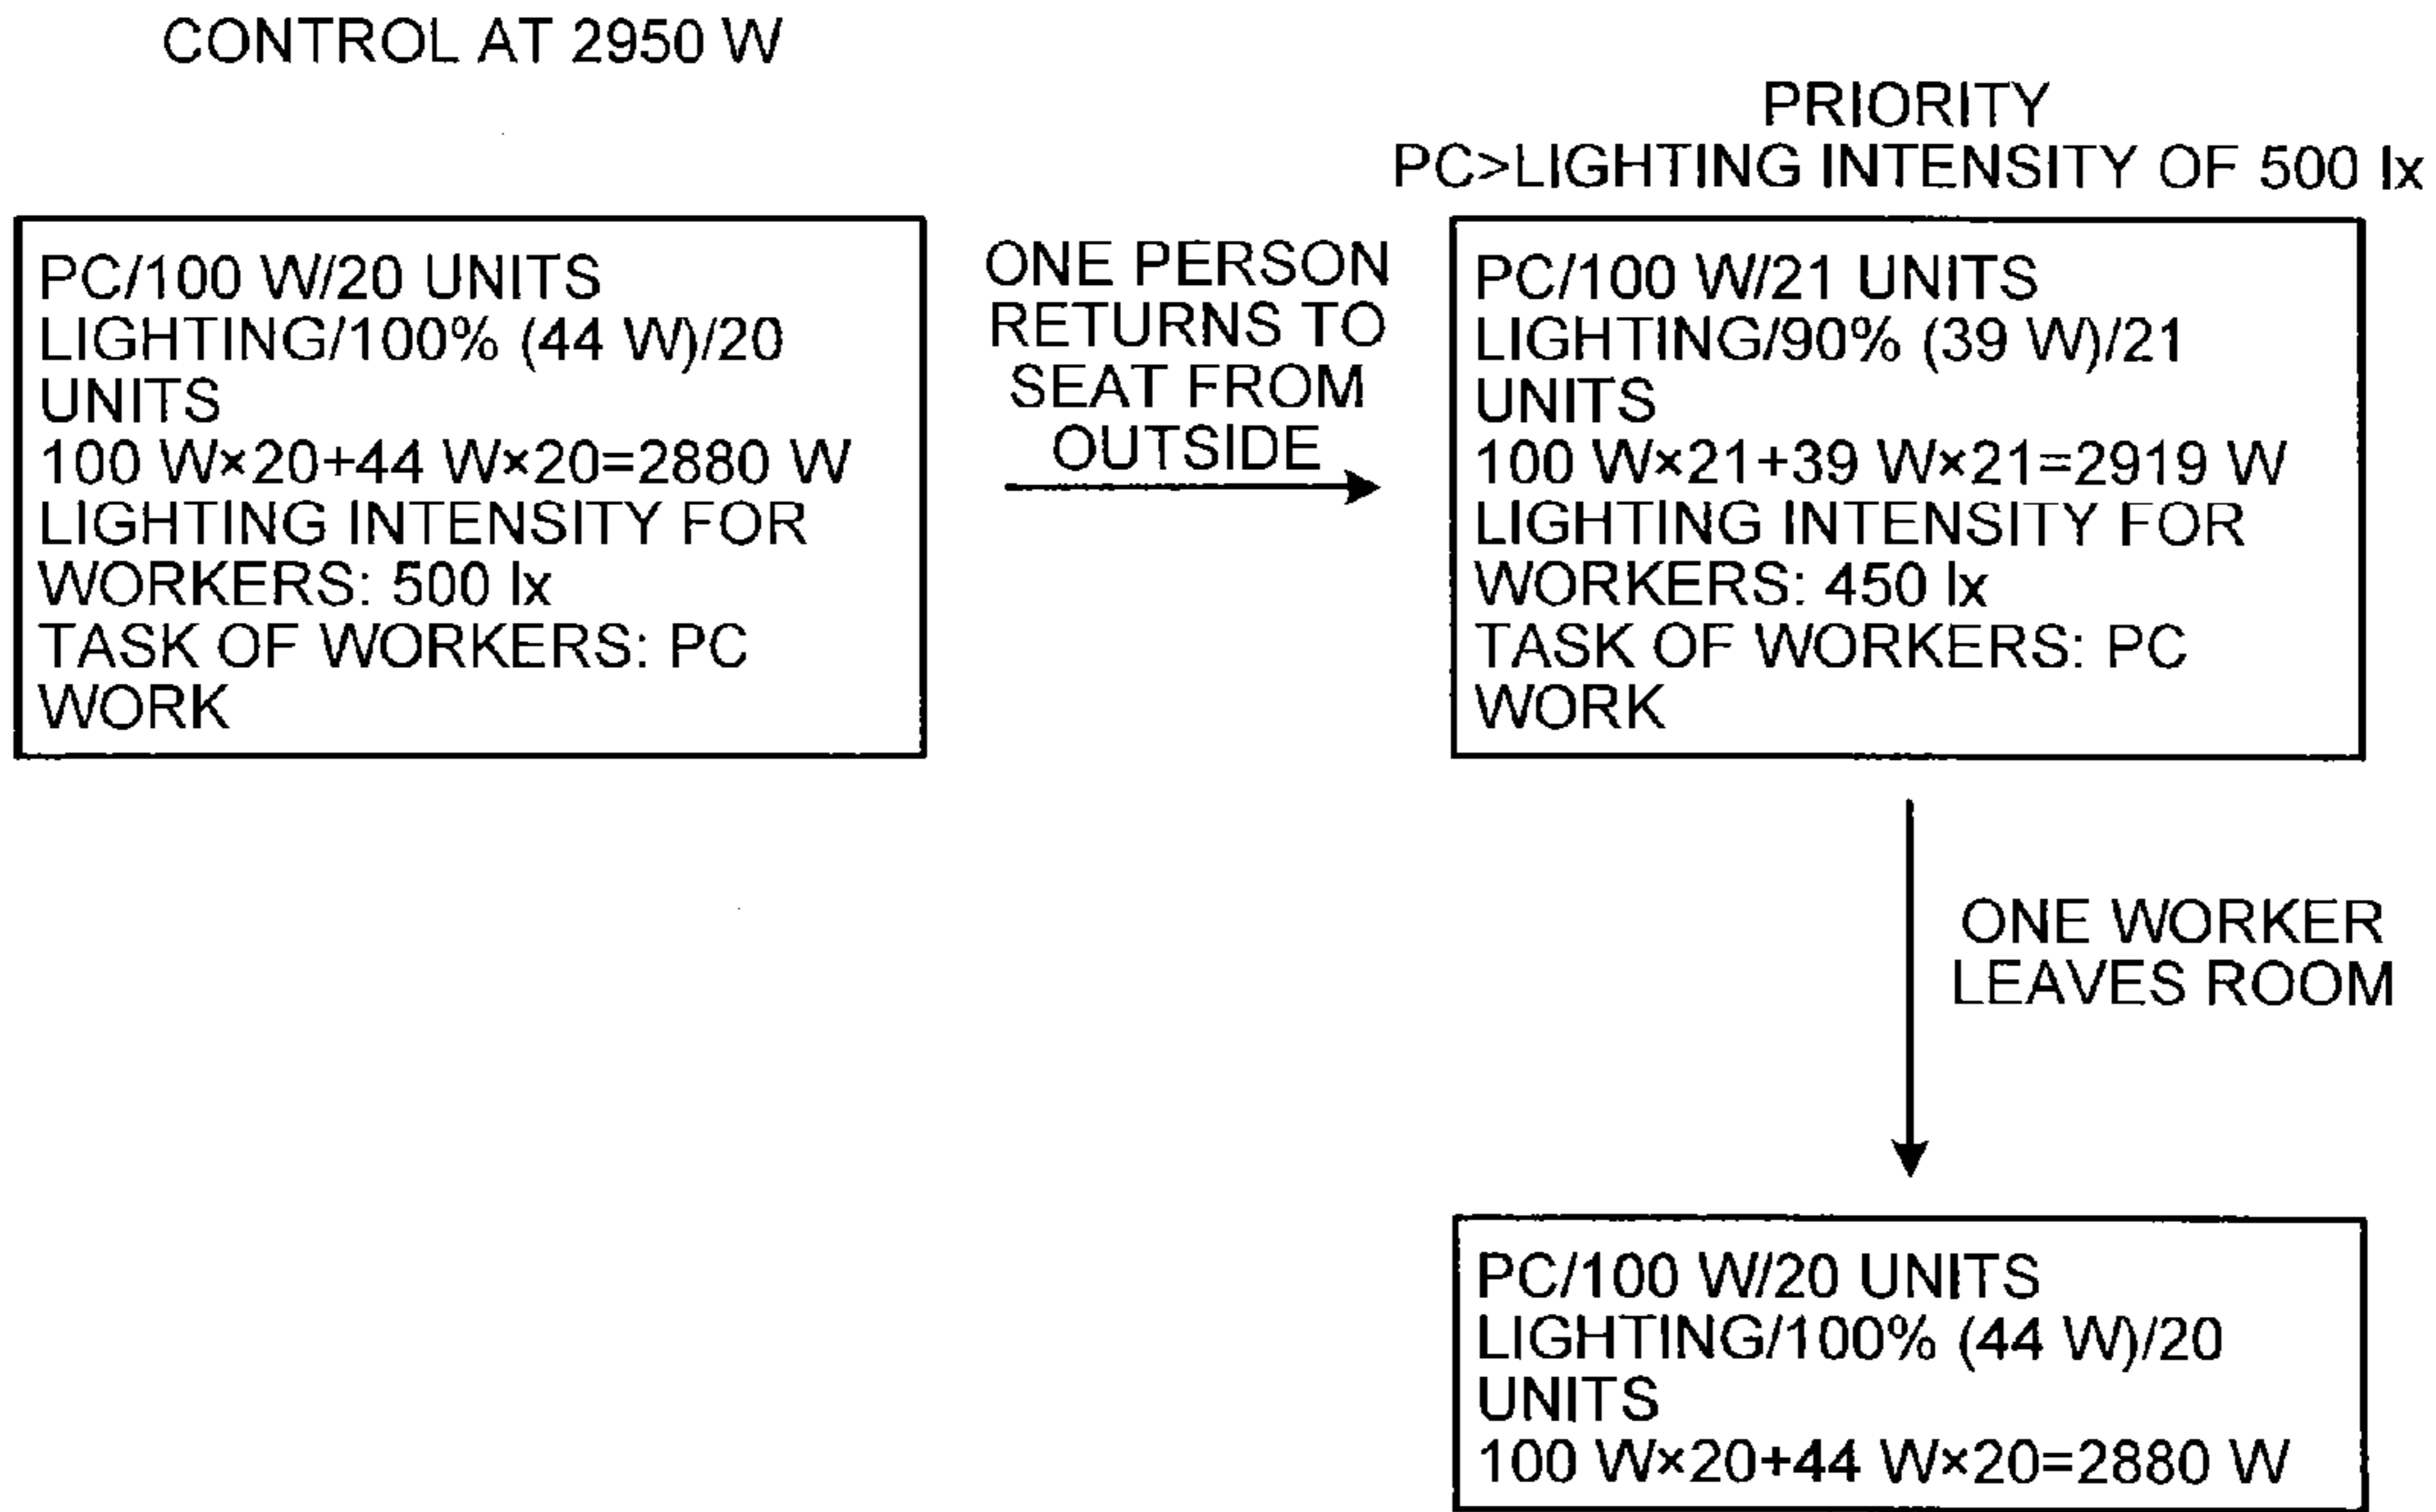 CONTROL AT 2950 W
PRIORITY
PC>LIGHTING INTENSITY OF 500 lx
PC/100 W/20 UNITS
LIGHTING/100% (44 W)/20
UNITS
100 W×20+44 W×20=2880 W
LIGHTING INTENSITY FOR
WORKERS: 500 lx
TASK OF WORKERS: PC
WORK
ONE PERSON
RETURNS TO
SEAT FROM
OUTSIDE
PC/100 W/21 UNITS
LIGHTING/90% (39 W)/21
UNITS
100 W×21+39 W×21=2919 W
LIGHTING INTENSITY FOR
WORKERS: 450 lx
TASK OF WORKERS: PC
WORK
ONE WORKER
LEAVES ROOM
PC/100 W/20 UNITS
LIGHTING/100% (44 W)/20
UNITS
100 W×20+44 W×20=2880 W